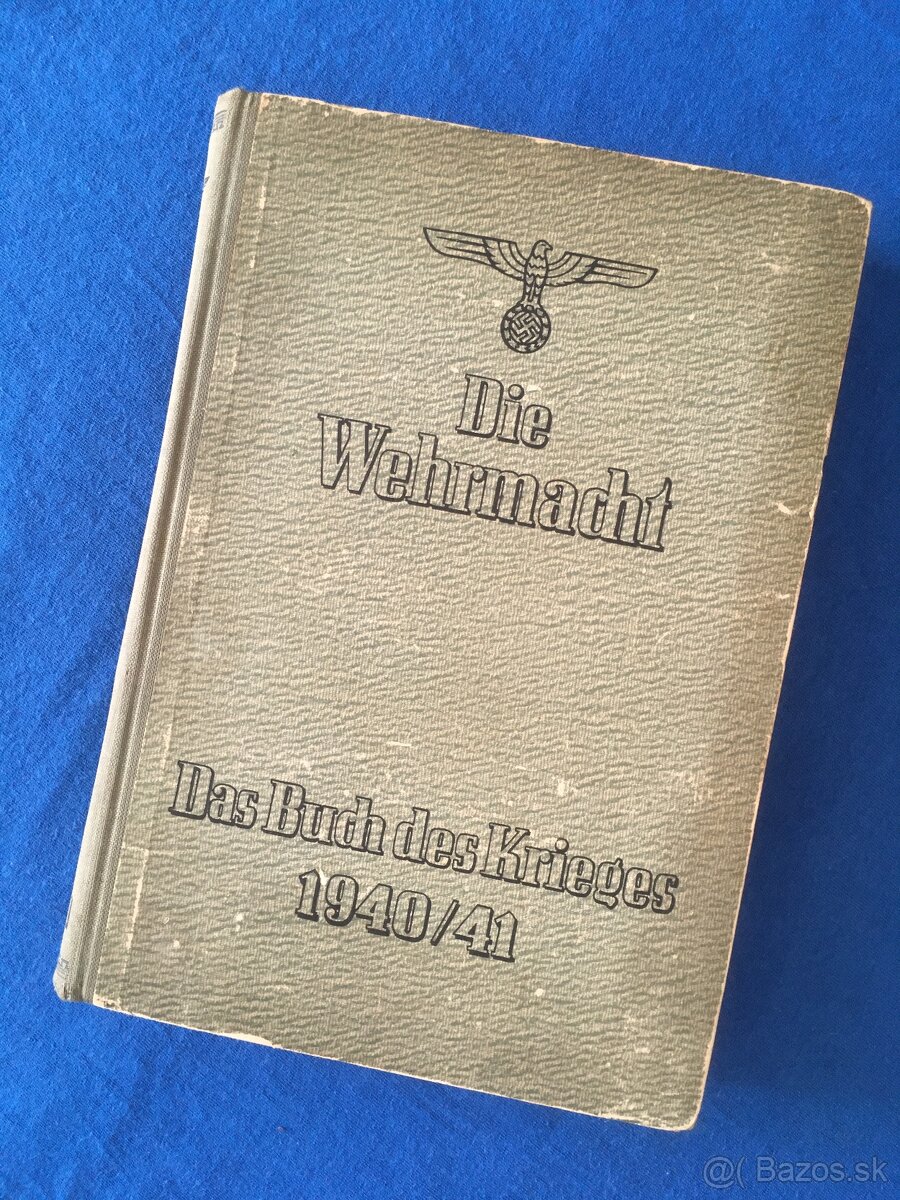 Die
Wehrmacht
Das Buch des Krieges
1940/41
@( Bazos.sk